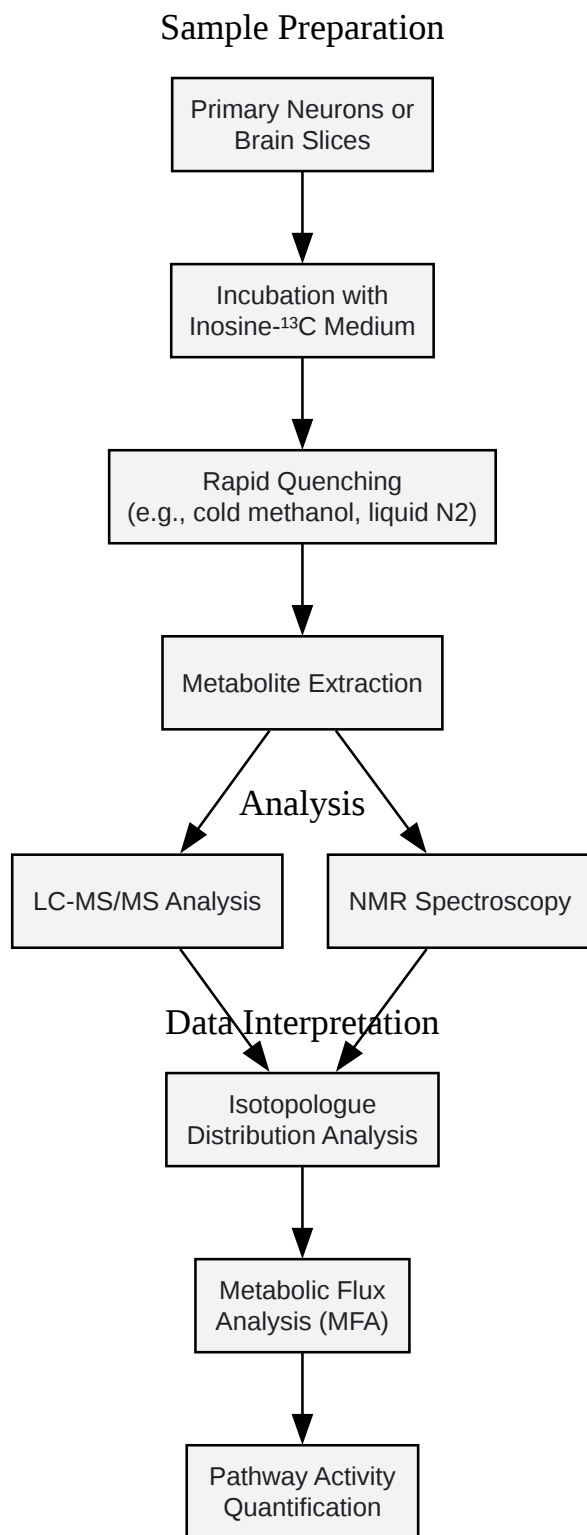 Sample Preparation
Primary Neurons or
Brain Slices
Incubation with
Inosine-¹³C Medium
Rapid Quenching
(e.g., cold methanol, liquid N2)
Metabolite Extraction
Analysis
LC-MS/MS Analysis
NMR Spectroscopy
Data Interpretation
Isotopologue
Distribution Analysis
Metabolic Flux
Analysis (MFA)
Pathway Activity
Quantification